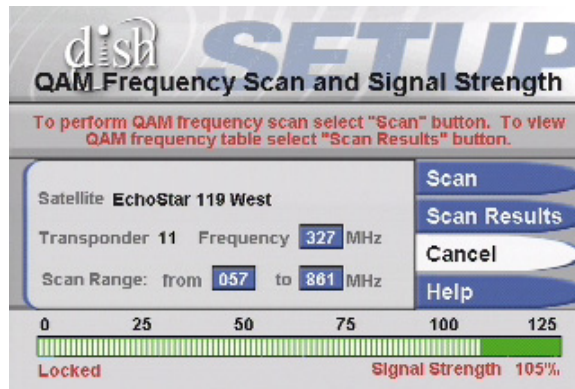 dish SETUP
QAM Frequency Scan and Signal Strength
To perform QAM frequency scan select "Scan" button. To view
QAM frequency table select "Scan Results" button.
Satellite EchoStar 119 West
Transponder 11 Frequency 327 MHz
Scan Range: from 057 to 861 MHz
Scan
Scan Results
Cancel
Help
0 25 50 75 100 125
Locked Signal Strength 105%